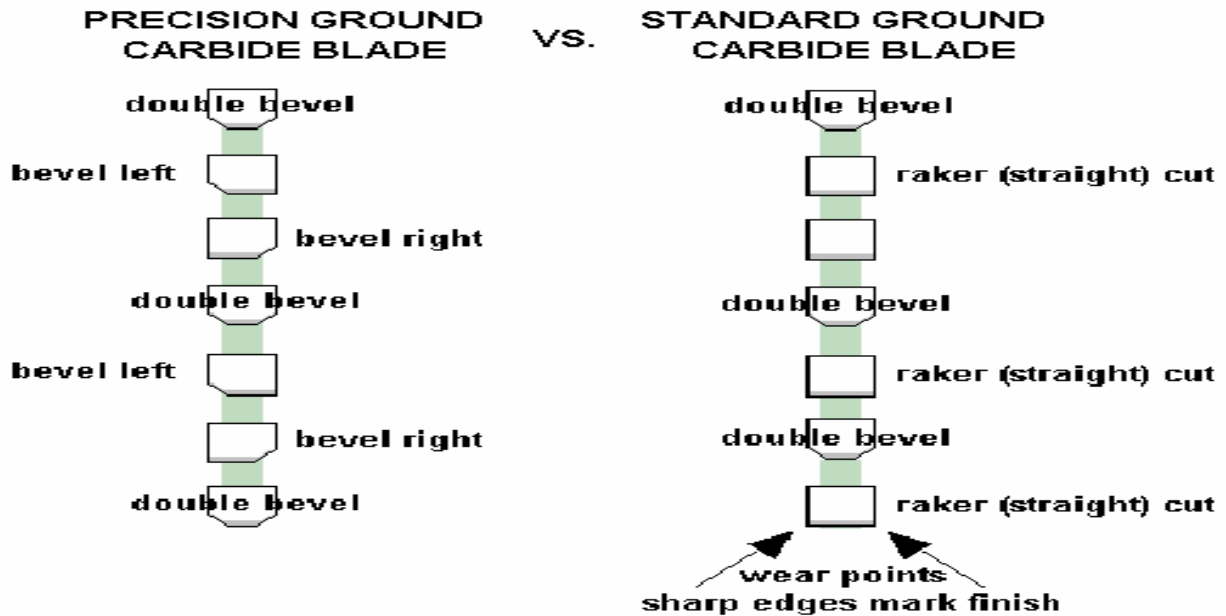 PRECISION GROUND
CARBIDE BLADE
VS.
STANDARD GROUND
CARBIDE BLADE
double bevel
bevel left
bevel right
double bevel
bevel left
bevel right
double bevel
double bevel
raker (straight) cut
double bevel
raker (straight) cut
double bevel
raker (straight) cut
wear points
sharp edges mark finish